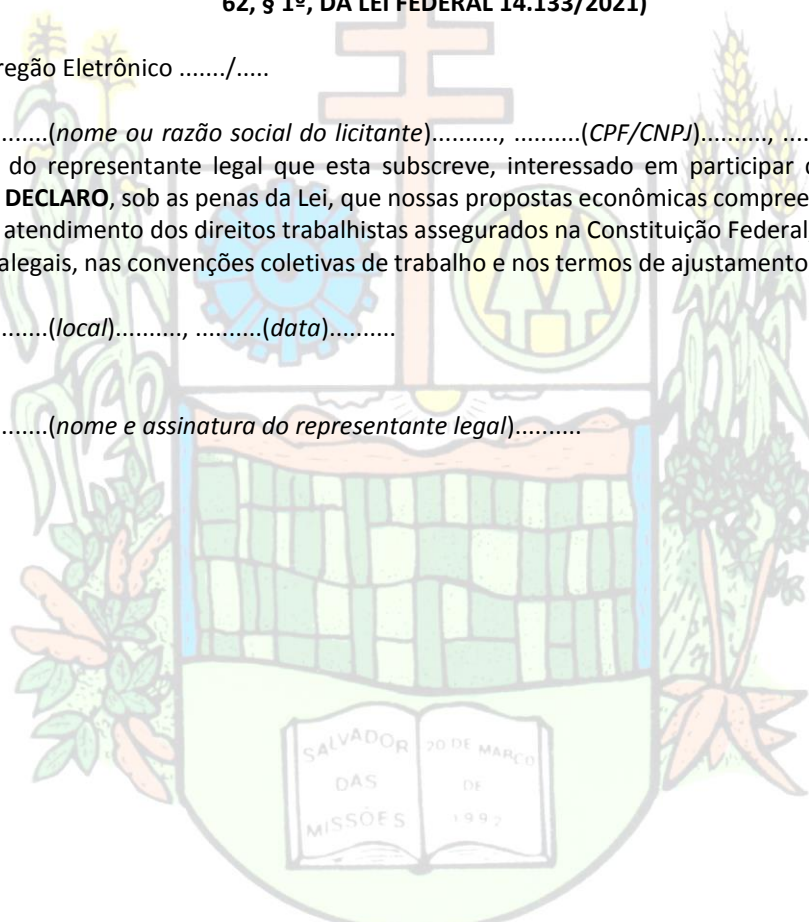 62, § 1º, DA LEI FEDERAL 14.133/2021)
regão Eletrônico ......./.....
.......(nome ou razão social do licitante).........., ..........(CPF/CNPJ).........., .....
do representante legal que esta subscreve, interessado em participar
DECLARO, sob as penas da Lei, que nossas propostas econômicas compree
atendimento dos direitos trabalhistas assegurados na Constituição Federal
alegais, nas convenções coletivas de trabalho e nos termos de ajustamento
.......(local).........., ..........(data)..........
.......(nome e assinatura do representante legal)..........
SALVADOR DAS MISSÕES
20 DE MARÇO DE 1992